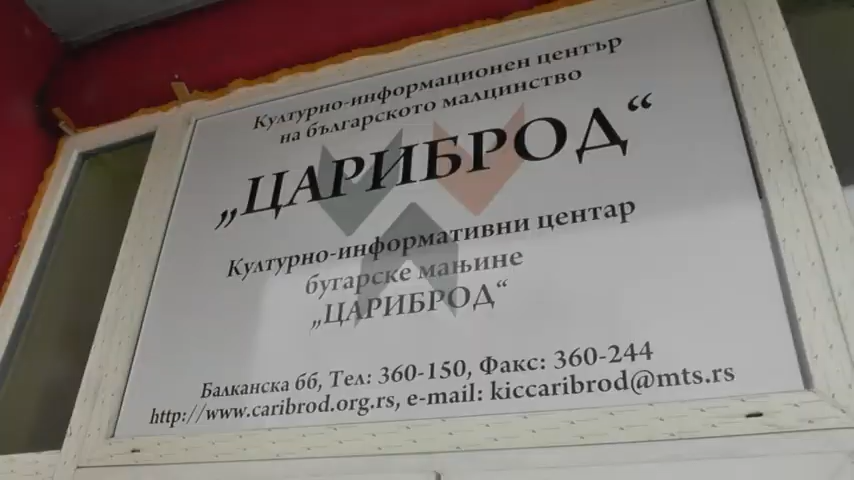 Културно-информационен център
на българското малцинство
„ЦАРИБРОД“
Културно-информативни центар
бугарске мањине
„ЦАРИБРОД“
Балканска бб, Тел: 360-150, Факс: 360-244
http://www.caribrod.org.rs, e-mail: kiccaribrod@mts.rs